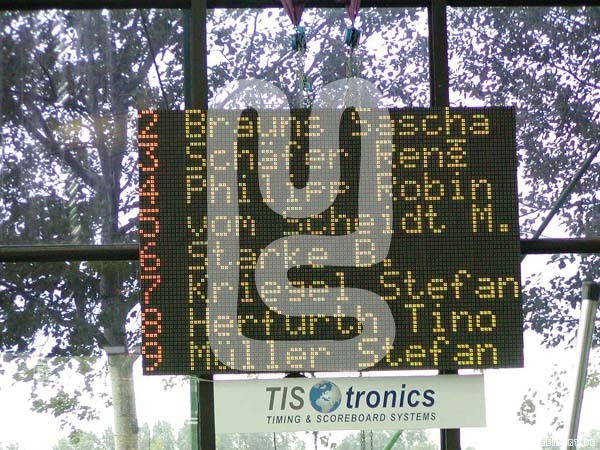 2 Brauns Sascha
3 Schäfer René
4 Philipp Robin
5 vom Schaidt M.
6 Starke P.
7 Kriegel Stefan
8 Herfurth Tino
9 Müller Stefan
TIS tronics
TIMING & SCOREBOARD SYSTEMS